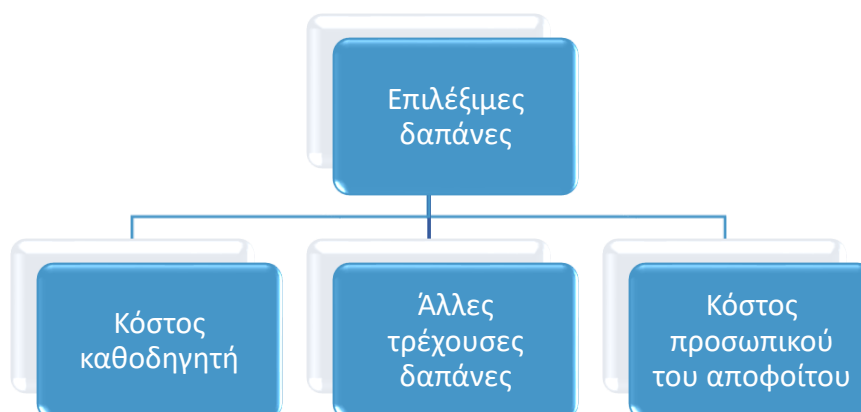 Επιλέξιμες
δαπάνες
Κόστος
καθοδηγητή
Άλλες
τρέχουσες
δαπάνες
Κόστος
προσωπικού
του αποφοίτου